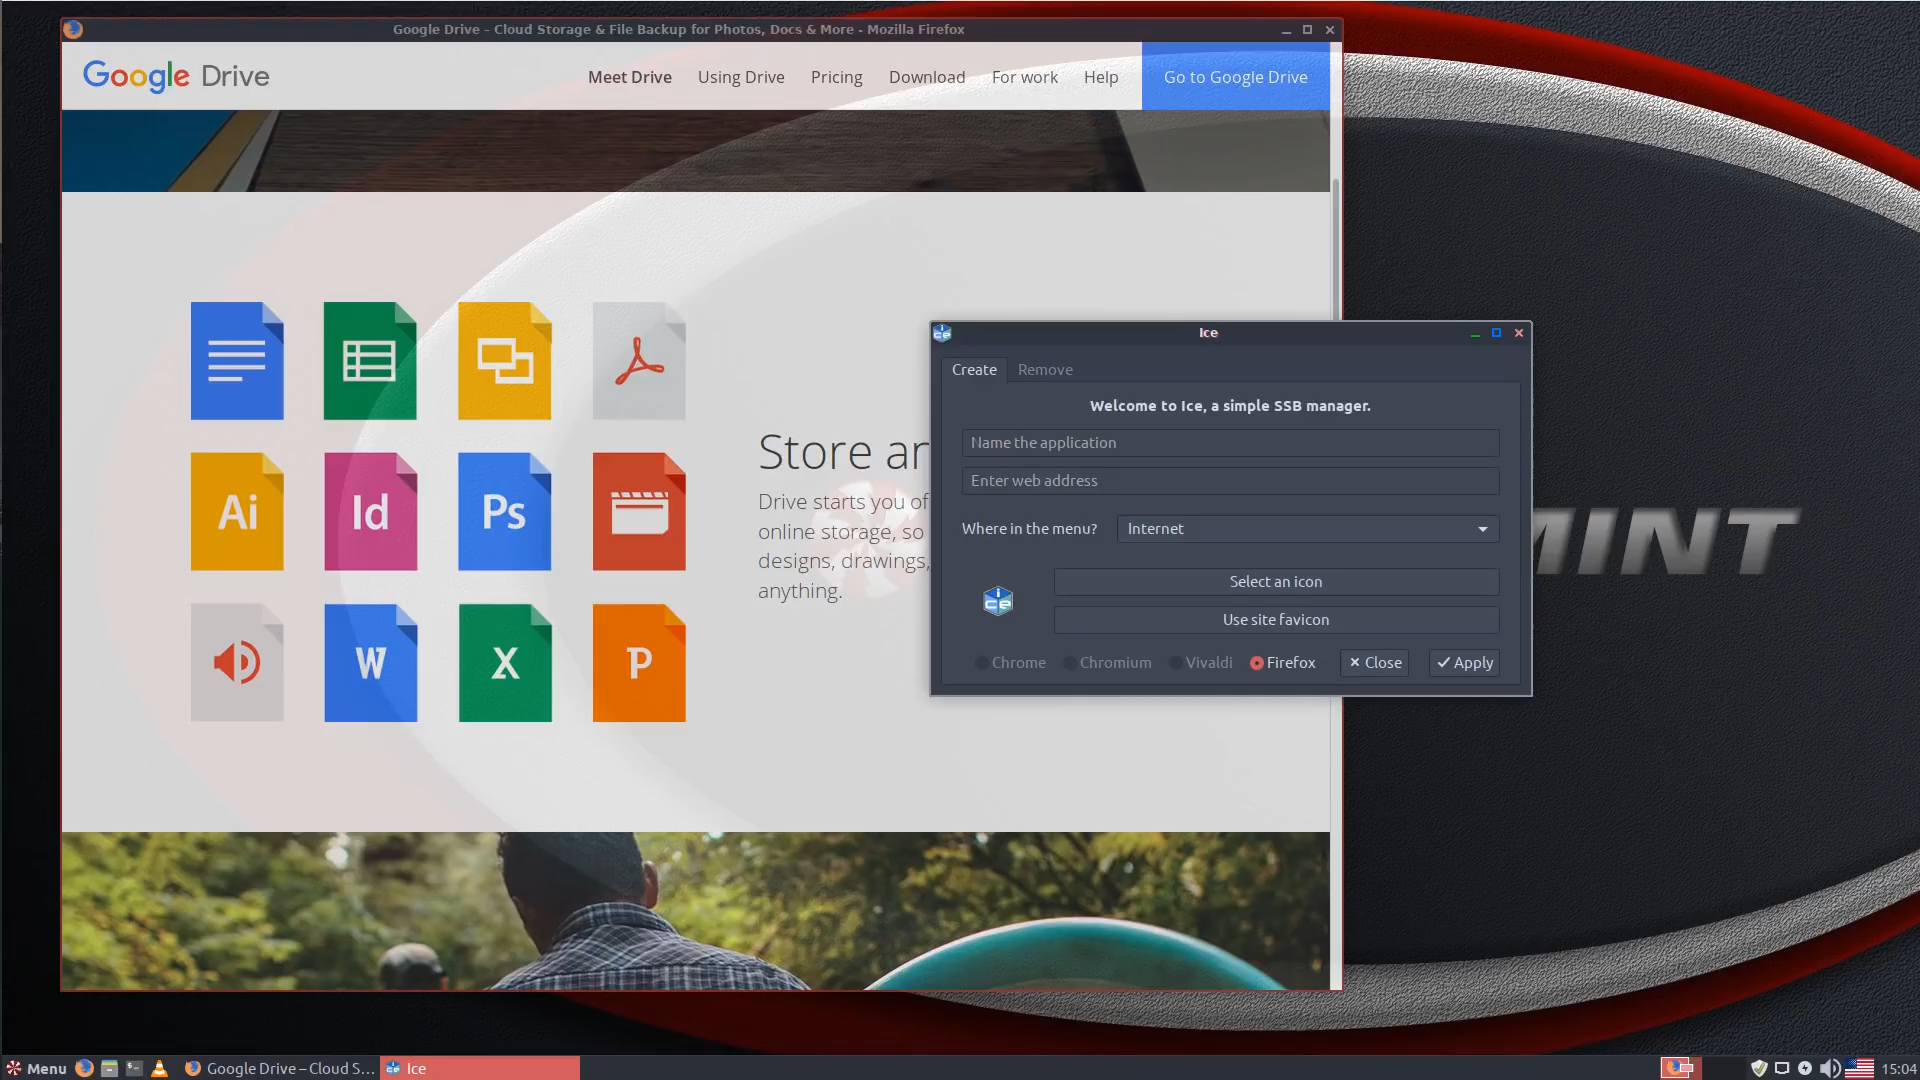 Google Drive – Cloud Storage & File Backup for Photos, Docs & More - Mozilla Firefox
Google Drive
Meet Drive
Using Drive
Pricing
Download
For work
Help
Go to Google Drive
Ai
Id
Ps
W
X
P
Store ar
Drive starts you of
online storage, so
designs, drawings,
anything.
Ice
Create
Remove
Welcome to Ice, a simple SSB manager.
Name the application
Enter web address
Where in the menu?
Internet
ice
Select an icon
Use site favicon
Chrome
Chromium
Vivaldi
Firefox
Close
Apply
MINT
Menu
Google Drive – Cloud S...
Ice
15:04